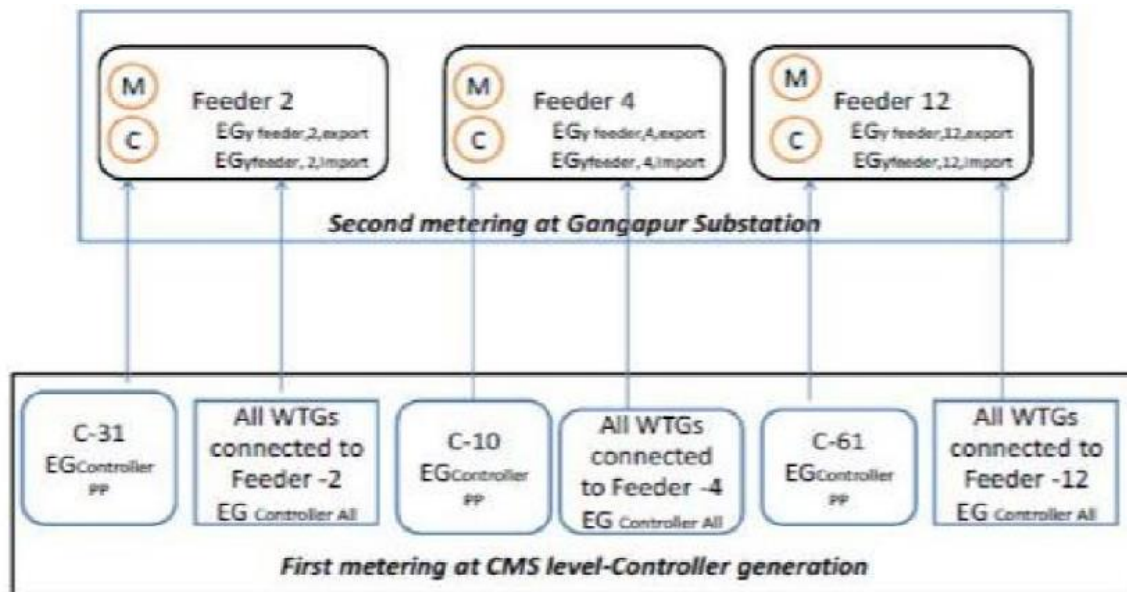 M
C
Feeder 2
EGy feeder,2,export
EGyfeeder, 2,Import
M
C
Feeder 4
EGy feeder,4,export
EGyfeeder, 4,Import
M
C
Feeder 12
EGy feeder,12,export
EGyfeeder,12,Import
Second metering at Gangapur Substation
C-31
EGController
PP
All WTGs
connected to
Feeder -2
EG Controller All
C-10
EGController
PP
All WTGs
connected
to Feeder -4
EG Controller All
C-61
EGController
PP
All WTGs
connected to
Feeder -12
EG Controller All
First metering at CMS level-Controller generation